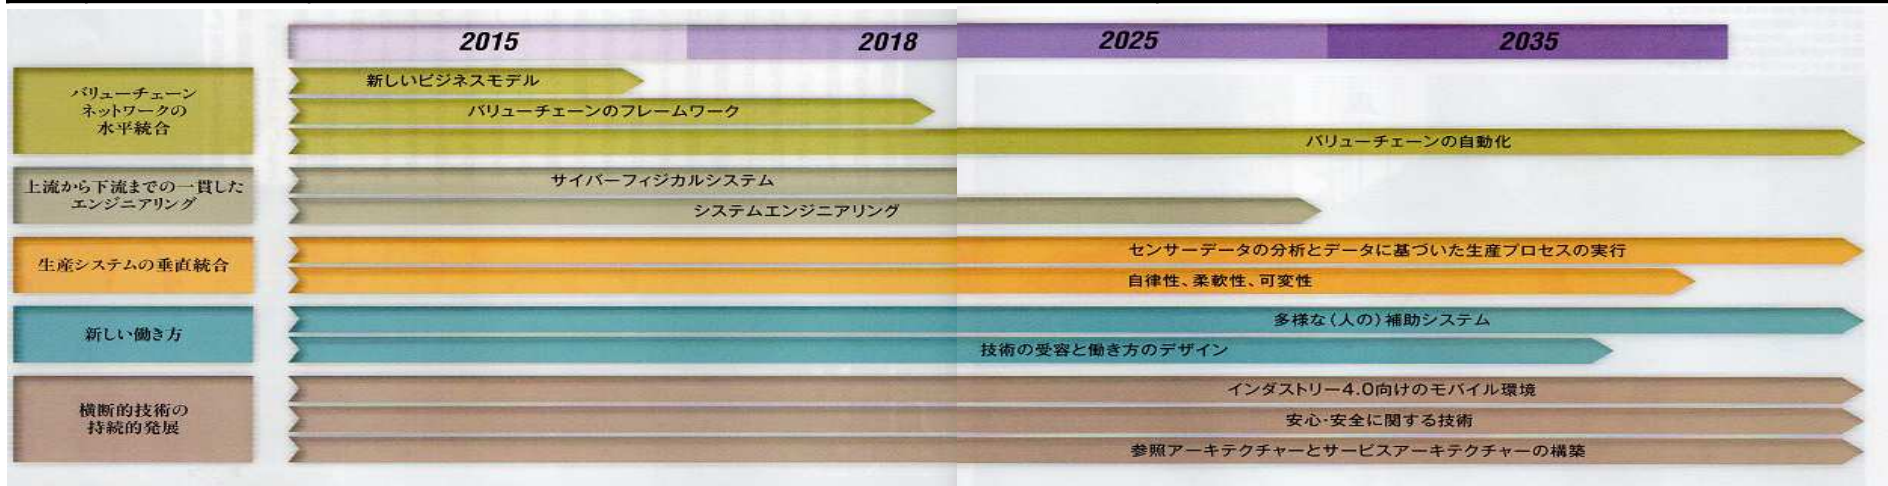 2015
2018
2025
2035
バリューチェーン
ネットワークの
水平統合
新しいビジネスモデル
バリューチェーンのフレームワーク
バリューチェーンの自動化
上流から下流までの一貫した
エンジニアリング
サイバーフィジカルシステム
システムエンジニアリング
生産システムの垂直統合
センサーデータの分析とデータに基づいた生産プロセスの実行
自律性、柔軟性、可変性
新しい働き方
多様な(人の)補助システム
技術の受容と働き方のデザイン
横断的技術の
持続的発展
インダストリー4.0向けのモバイル環境
安心・安全に関する技術
参照アーキテクチャーとサービスアーキテクチャーの構築